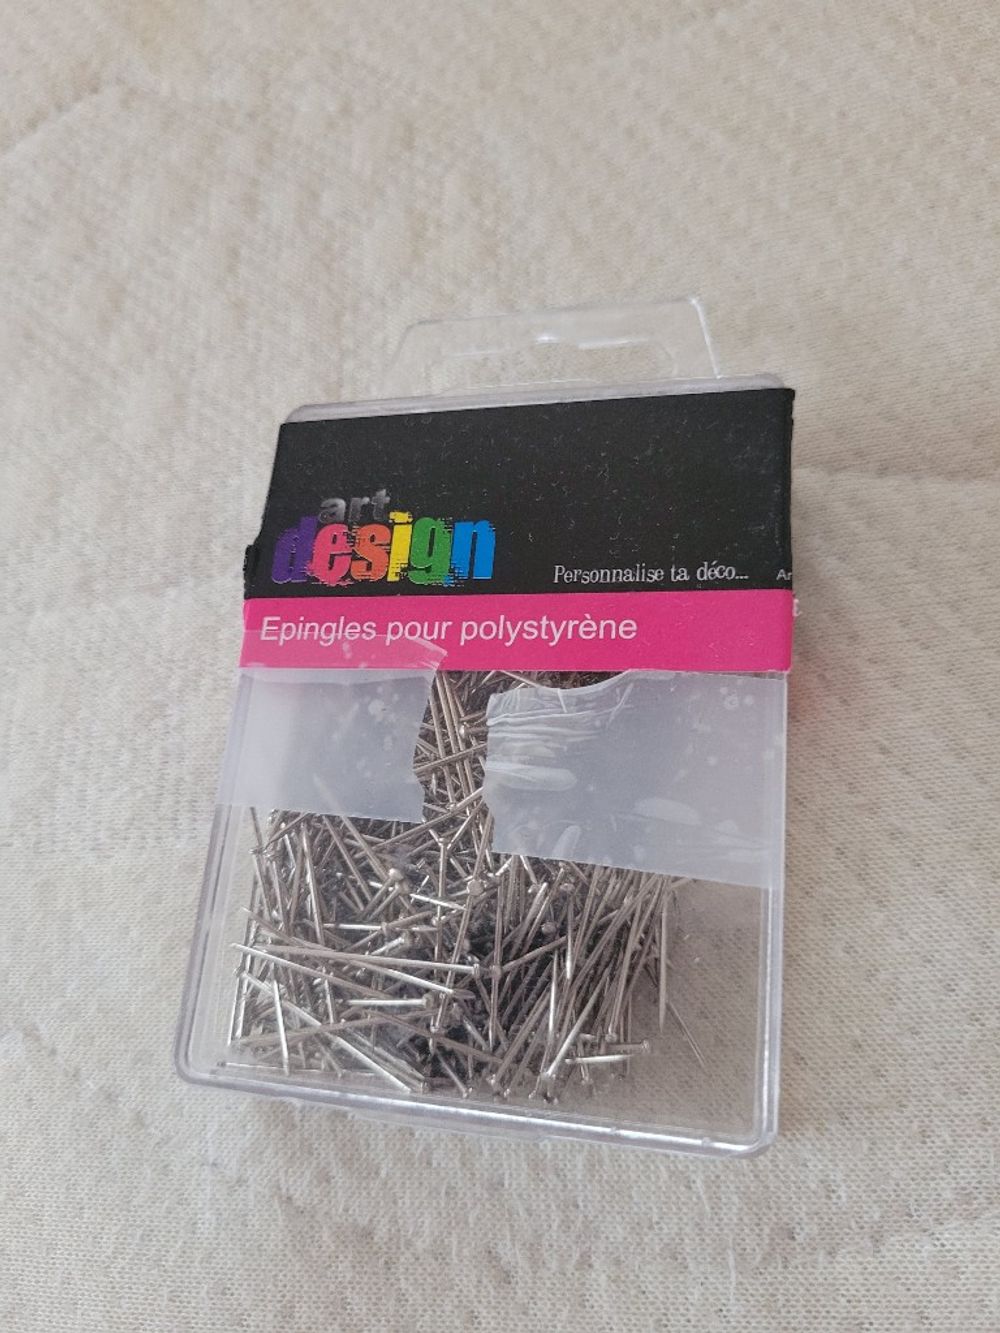 art
design
Personnalise ta déco...
Epingles pour polystyrène